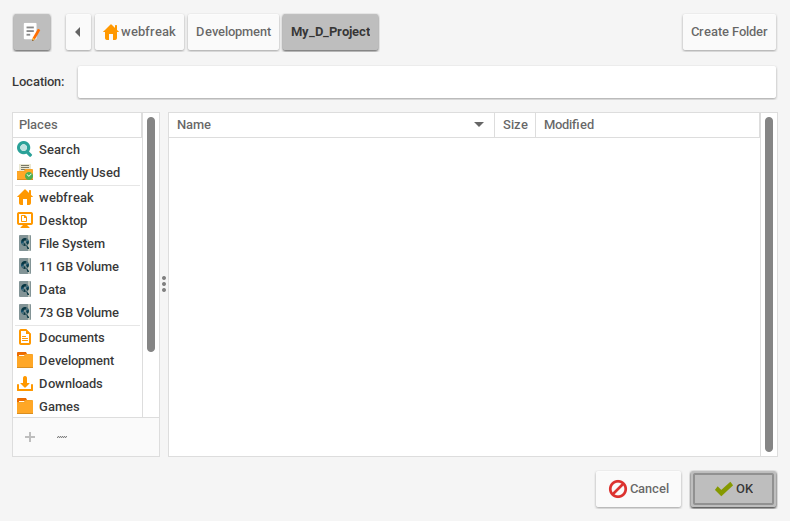 webfreak Development My_D_Project Create Folder
Location:
Places
Search
Recently Used
webfreak
Desktop
File System
11 GB Volume
Data
73 GB Volume
Documents
Development
Downloads
Games
Name Size Modified
Cancel OK